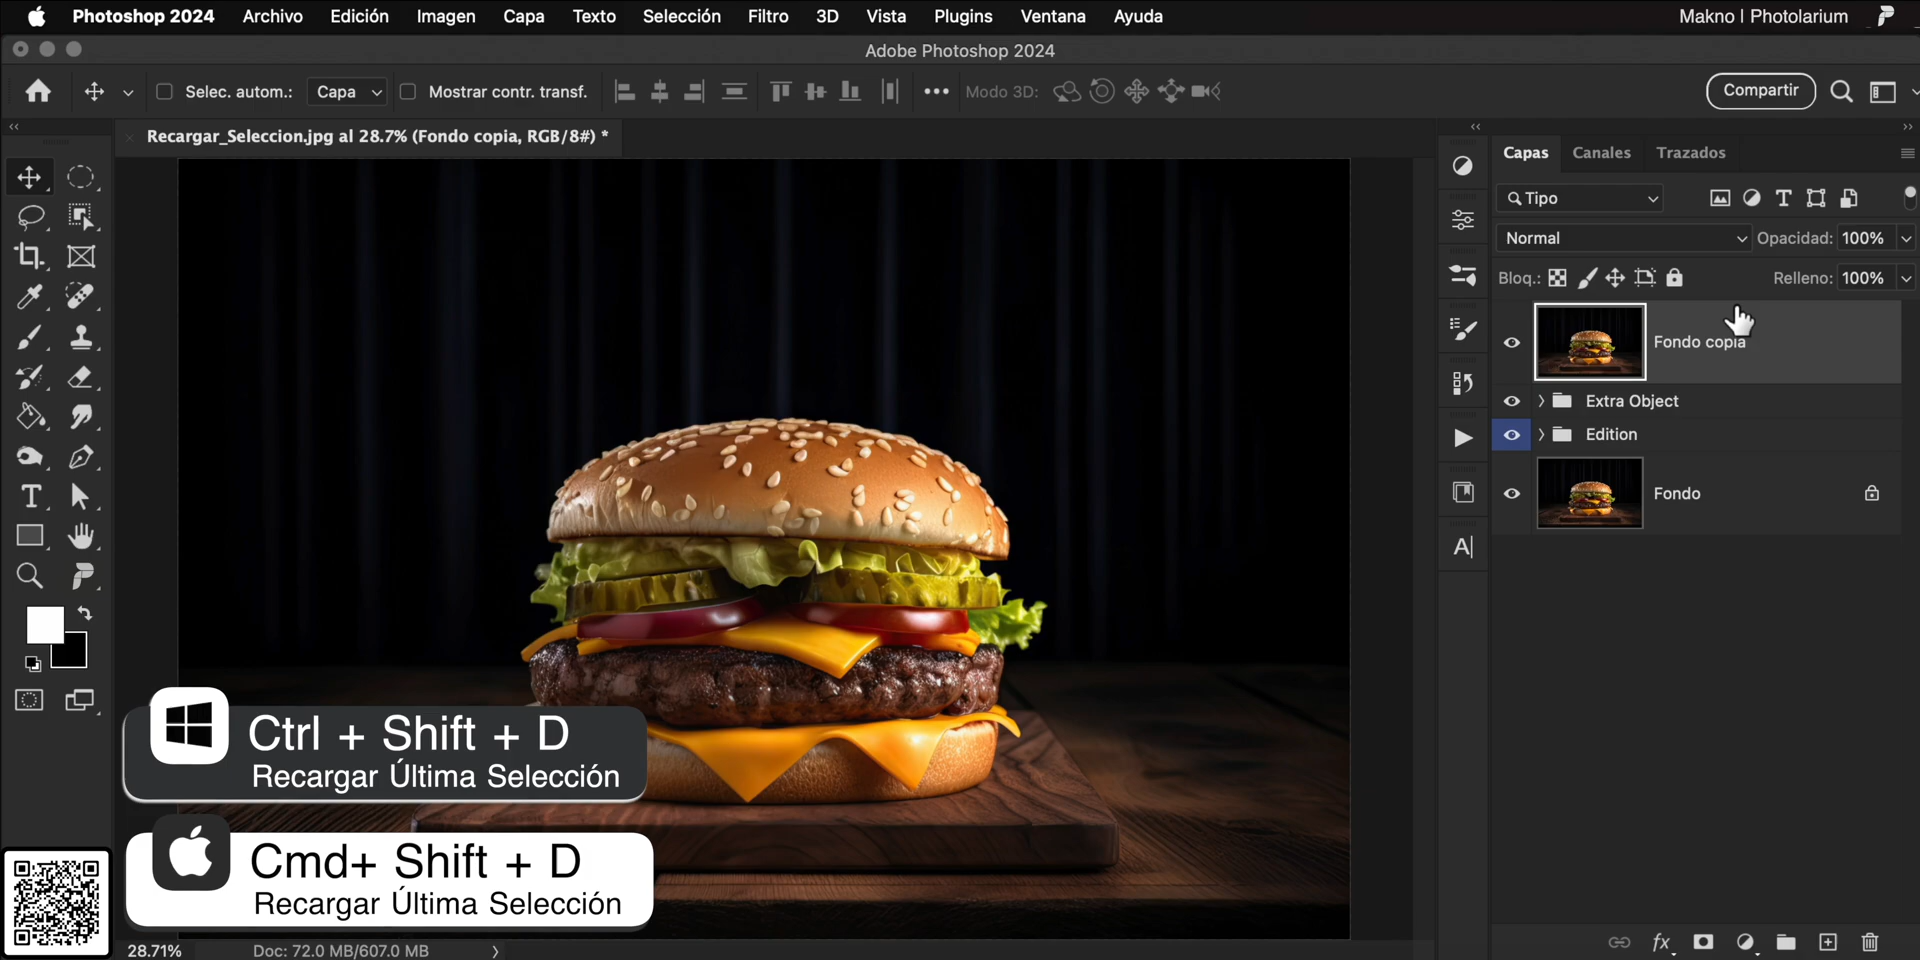 Photoshop 2024 Archivo Edición Imagen Capa Texto Selección Filtro 3D Vista Plugins Ventana Ayuda Makno | Photolarium
Adobe Photoshop 2024
Selec. autom.: Capa Mostrar contr. transf. Modo 3D: Compartir
Recargar_Seleccion.jpg al 28.7% (Fondo copia, RGB/8#) *
Capas Canales Trazados
Tipo
Normal Opacidad: 100%
Bloq.: Relleno: 100%
Fondo copia
Extra Object
Edition
Fondo
Ctrl + Shift + D
Recargar Última Selección
Cmd+ Shift + D
Recargar Última Selección
28.71% Doc: 72.0 MB/607.0 MB